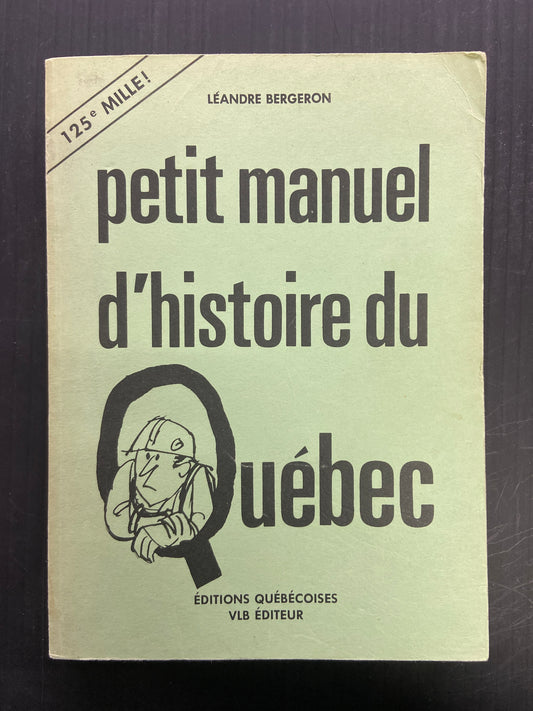 125e MILLE!
LÉANDRE BERGERON
petit manuel
d'histoire du
Québec
ÉDITIONS QUÉBÉCOISES
VLB ÉDITEUR